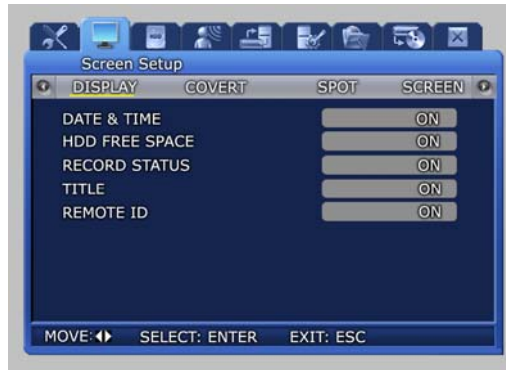 Screen Setup
DISPLAY COVERT SPOT SCREEN
DATE & TIME ON
HDD FREE SPACE ON
RECORD STATUS ON
TITLE ON
REMOTE ID ON
MOVE: SELECT: ENTER EXIT: ESC